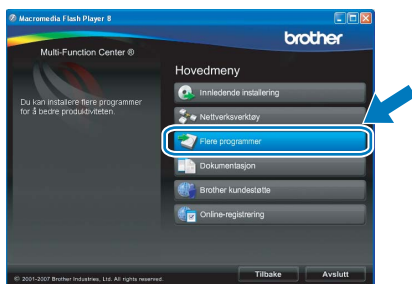 Macromedia Flash Player 8
brother
Multi-Function Center ®
Hovedmeny
Du kan installere flere programmer
for å bedre produktiviteten.
Innledende installering
Nettverksverktøy
Flere programmer
Dokumentasjon
Brother kundestøtte
Online-registrering
© 2001-2007 Brother Industries, Ltd. All rights reserved.
Tilbake
Avslutt